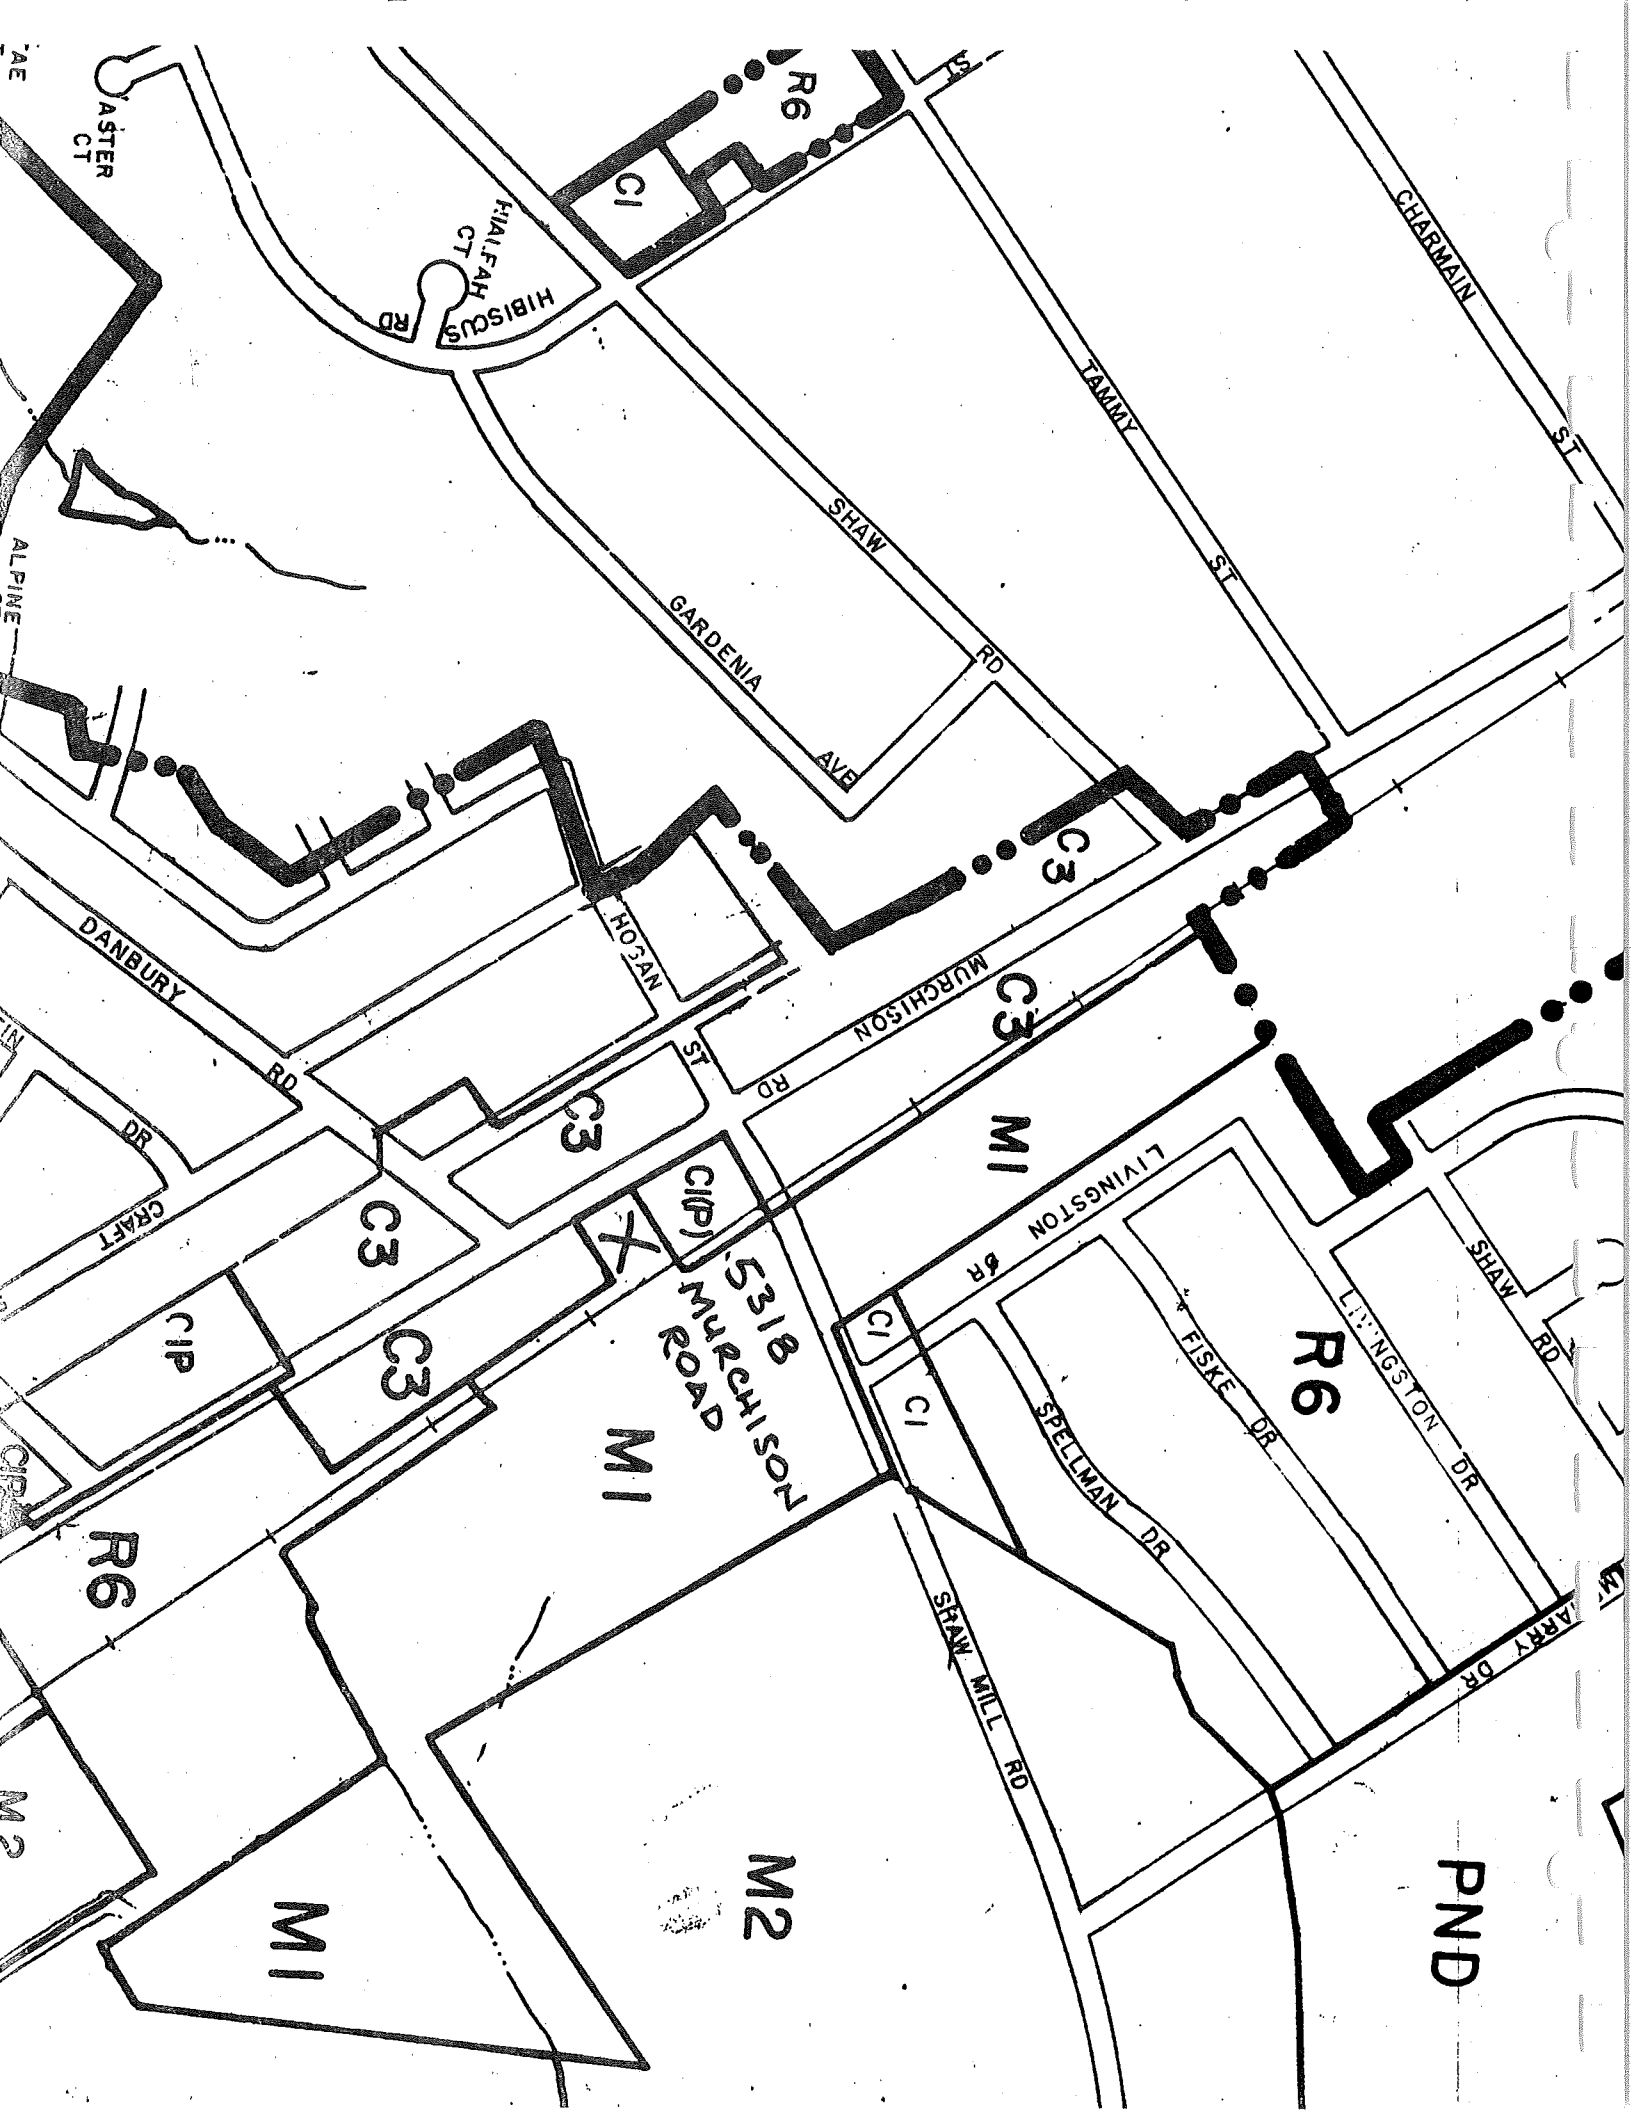 ST
R6
C1
CHARMAIN
ST
ASTER
CT
HIALEAH
CT
HIBISCUS
RD
TAMMY
ST
SHAW
RD
GARDENIA
AVE
ALPINE
C3
MURCHISON
RD
C3
HOGAN
ST
DANBURY
RD
DR
CRAFT
C3
C3
C3
C1P
C1P
C1(P)
X
5318
MURCHISON
ROAD
M1
LIVINGSTON
DR
C1
C1
R6
LIVINGSTON
DR
SHAW
RD
FISKE
DR
SPELLMAN
DR
SHAW MILL RD
DR
M1
R6
M2
M2
M1
PND